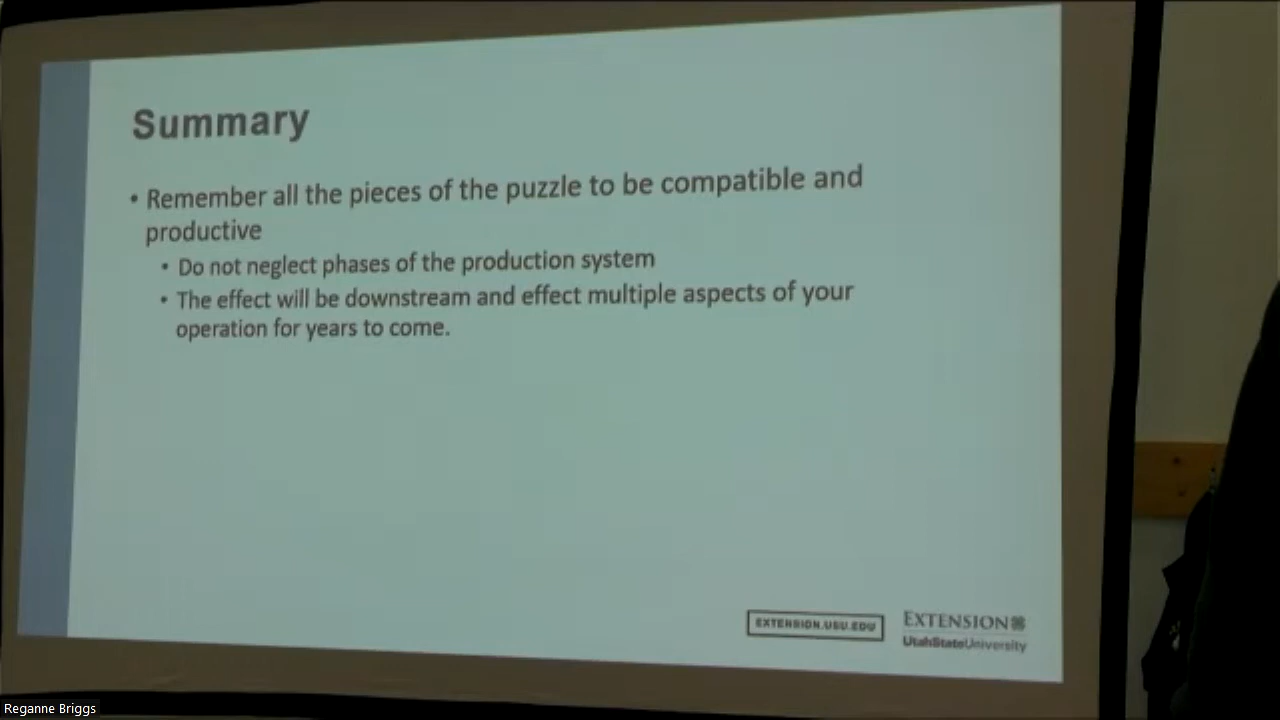 Summary
• Remember all the pieces of the puzzle to be compatible and
productive
• Do not neglect phases of the production system
• The effect will be downstream and effect multiple aspects of your
operation for years to come.
EXTENSION.USU.EDU
EXTENSION
UtahStateUniversity
Reganne Briggs